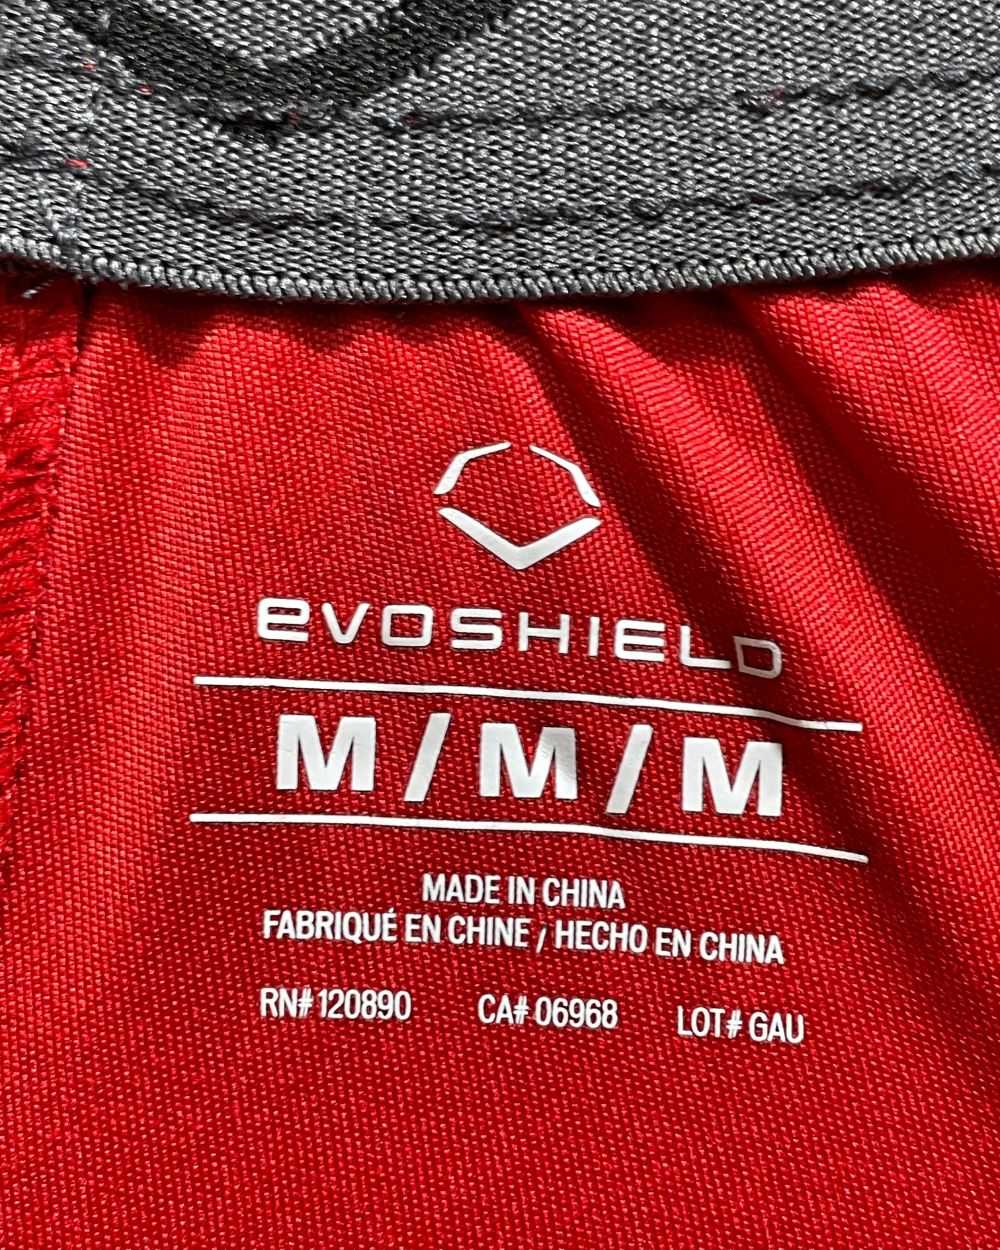 evoSHIELD
M / M / M
MADE IN CHINA
FABRIQUÉ EN CHINE / HECHO EN CHINA
RN# 120890 CA# 06968 LOT# GAU